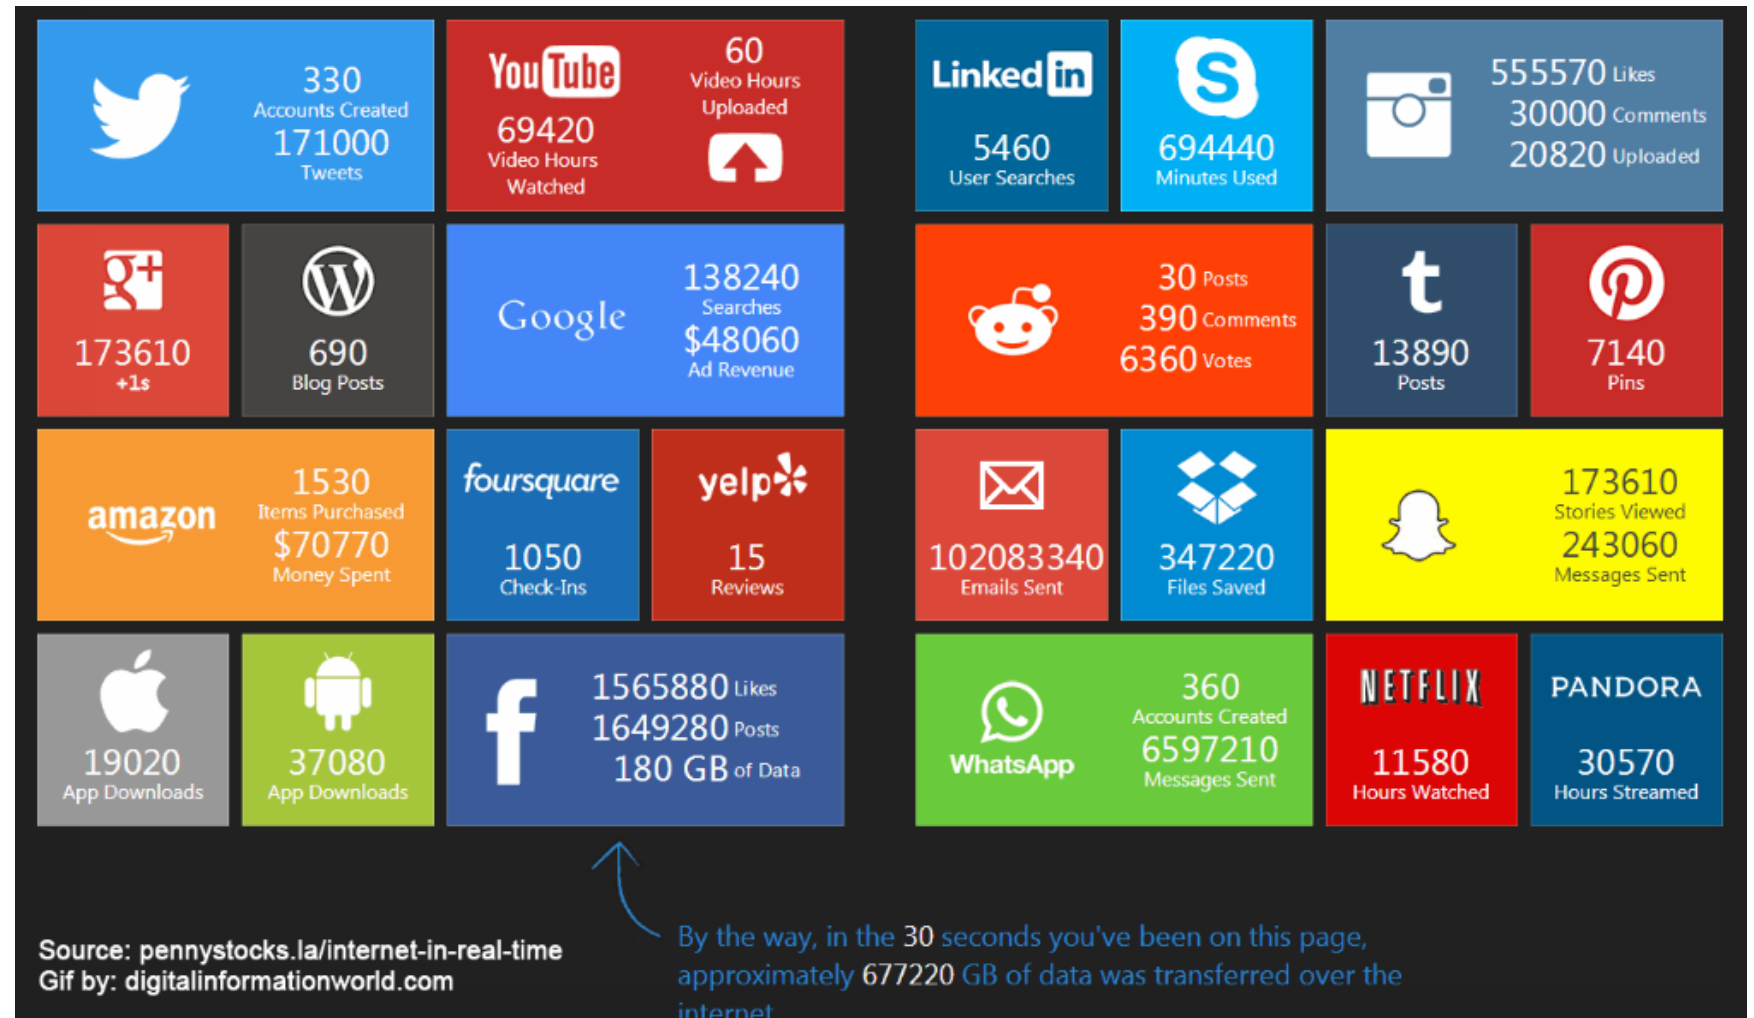 330
Accounts Created
171000
Tweets
YouTube
69420
Video Hours
Watched
60
Video Hours
Uploaded
LinkedIn
5460
User Searches
S
694440
Minutes Used
555570 Likes
30000 Comments
20820 Uploaded
g+
173610
+1s
W
690
Blog Posts
Google
138240
Searches
$48060
Ad Revenue
30 Posts
390 Comments
6360 Votes
t
13890
Posts
P
7140
Pins
amazon
1530
Items Purchased
$70770
Money Spent
foursquare
1050
Check-Ins
yelp
15
Reviews
102083340
Emails Sent
347220
Files Saved
173610
Stories Viewed
243060
Messages Sent
19020
App Downloads
37080
App Downloads
f
1565880 Likes
1649280 Posts
180 GB of Data
WhatsApp
360
Accounts Created
6597210
Messages Sent
NETFLIX
11580
Hours Watched
PANDORA
30570
Hours Streamed
Source: pennystocks.la/internet-in-real-time
Gif by: digitalinformationworld.com
By the way, in the 30 seconds you've been on this page,
approximately 677220 GB of data was transferred over the
internet